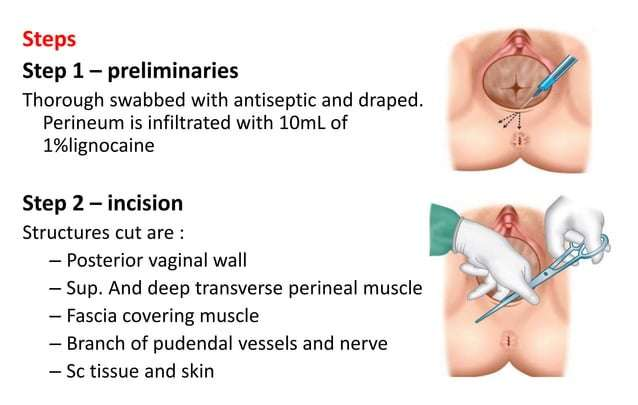 Steps
Step 1 – preliminaries
Thorough swabbed with antiseptic and draped.
Perineum is infiltrated with 10mL of
1%lignocaine
Step 2 – incision
Structures cut are :
– Posterior vaginal wall
– Sup. And deep transverse perineal muscle
– Fascia covering muscle
– Branch of pudendal vessels and nerve
– Sc tissue and skin